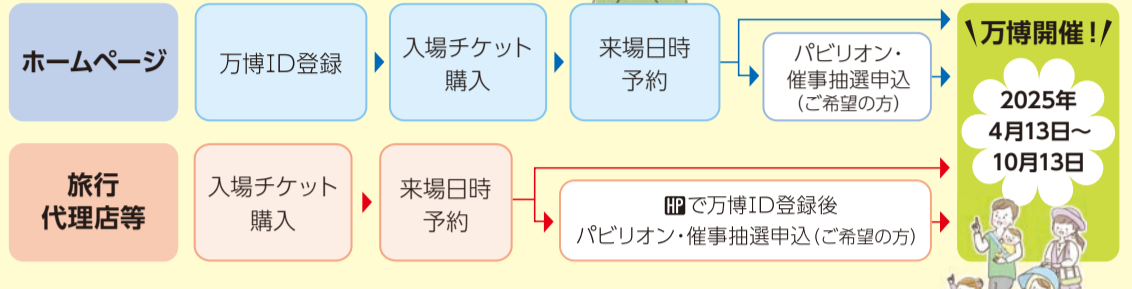 ホームページ
万博ID登録
入場チケット
購入
来場日時
予約
パビリオン・
催事抽選申込
(ご希望の方)
旅行
代理店等
入場チケット
購入
来場日時
予約
HPで万博ID登録後
パビリオン・催事抽選申込(ご希望の方)
\万博開催!/
2025年
4月13日～
10月13日